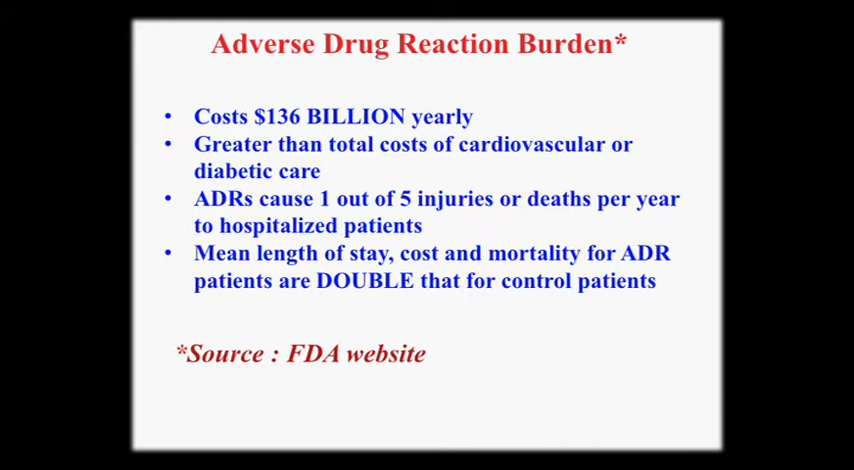 Adverse Drug Reaction Burden*
• Costs $136 BILLION yearly
• Greater than total costs of cardiovascular or
diabetic care
• ADRs cause 1 out of 5 injuries or deaths per year
to hospitalized patients
• Mean length of stay, cost and mortality for ADR
patients are DOUBLE that for control patients
*Source : FDA website